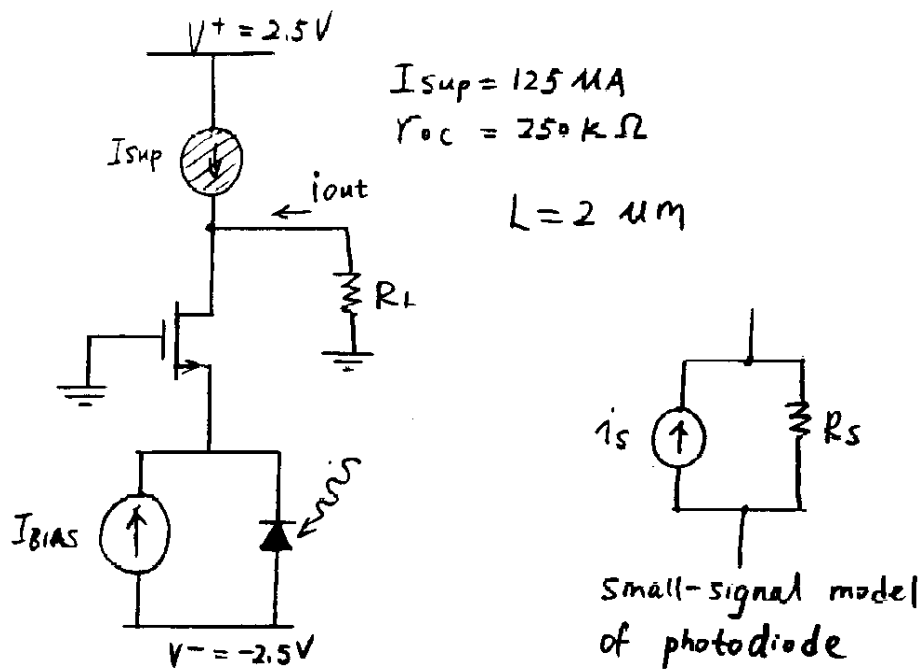 V+ = 2.5V
Isup = 125 μA
roc = 250 k Ω
Isup
iout
L = 2 μm
RL
is
Rs
IBIAS
small-signal model
of photodiode
V- = -2.5V